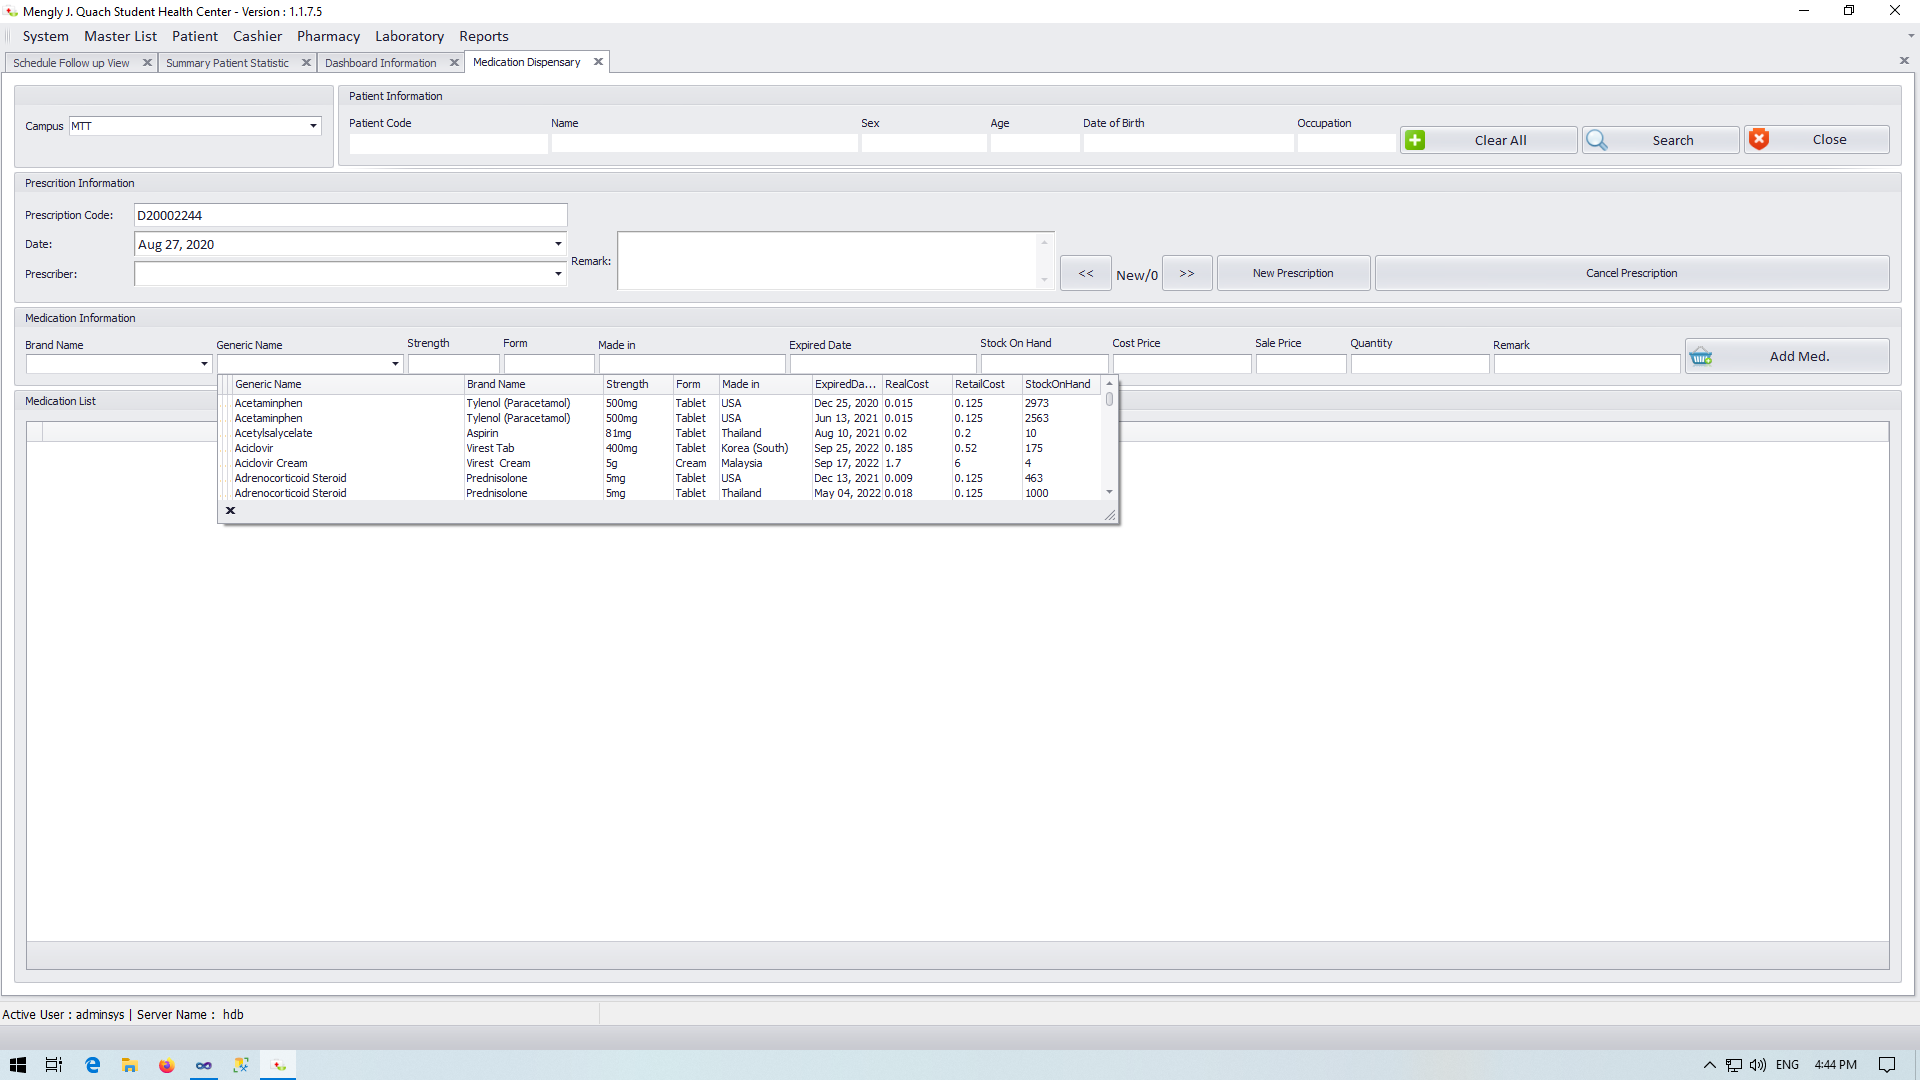 Mengly J. Quach Student Health Center - Version : 1.1.7.5
System Master List Patient Cashier Pharmacy Laboratory Reports
Schedule Follow up View Summary Patient Statistic Dashboard Information Medication Dispensary
Patient Information
Campus MTT
Patient Code Name Sex Age Date of Birth Occupation
Clear All Search Close
Prescrition Information
Prescription Code: D20002244
Date: Aug 27, 2020
Prescriber:
Remark:
<< New/0 >> New Prescription Cancel Prescription
Medication Information
Brand Name Generic Name Strength Form Made in Expired Date Stock On Hand Cost Price Sale Price Quantity Remark
Add Med.
Medication List
Generic Name Brand Name Strength Form Made in ExpiredDa... RealCost RetailCost StockOnHand
Acetaminphen Tylenol (Paracetamol) 500mg Tablet USA Dec 25, 2020 0.015 0.125 2973
Acetaminphen Tylenol (Paracetamol) 500mg Tablet USA Jun 13, 2021 0.015 0.125 2563
Acetylsalycelate Aspirin 81mg Tablet Thailand Aug 10, 2021 0.02 0.2 10
Aciclovir Virest Tab 400mg Tablet Korea (South) Sep 25, 2022 0.185 0.52 175
Aciclovir Cream Virest Cream 5g Cream Malaysia Sep 17, 2022 1.7 6 4
Adrenocorticoid Steroid Prednisolone 5mg Tablet USA Dec 13, 2021 0.009 0.125 463
Adrenocorticoid Steroid Prednisolone 5mg Tablet Thailand May 04, 2022 0.018 0.125 1000
Active User : adminsys | Server Name : hdb
ENG 4:44 PM